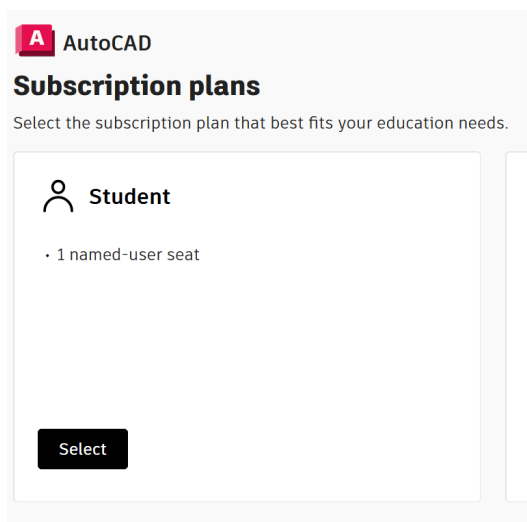 A AutoCAD
Subscription plans
Select the subscription plan that best fits your education needs.
Student
• 1 named-user seat
Select